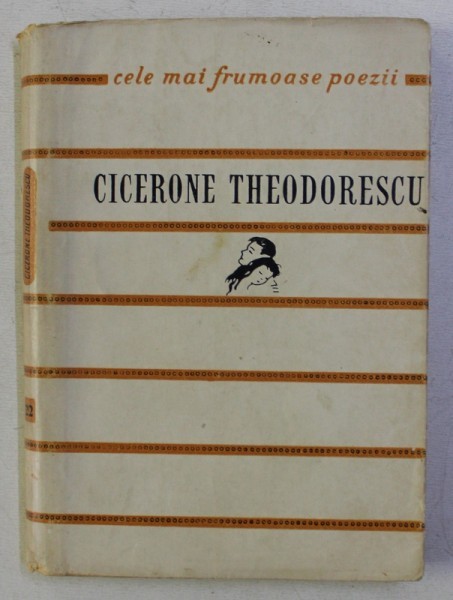 cele mai frumoase poezii
CICERONE THEODORESCU
CICERONE THEODORESCU
22